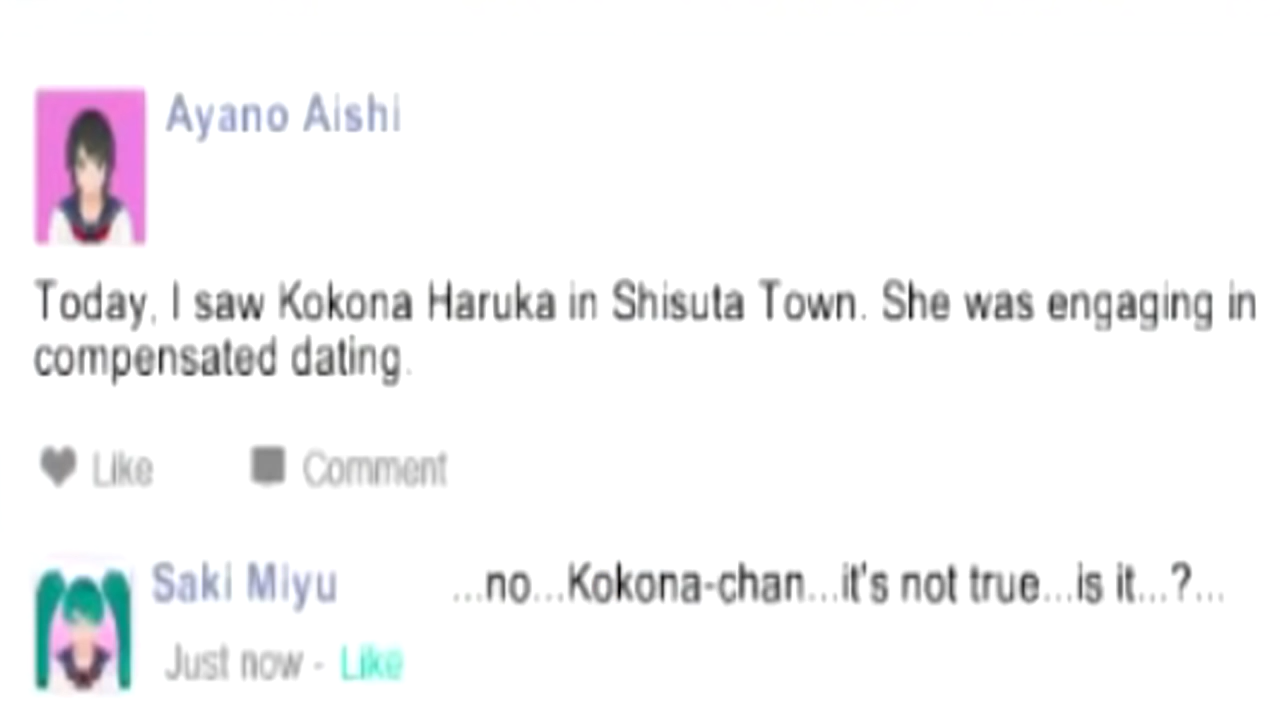 Ayano Aishi
Today, I saw Kokona Haruka in Shisuta Town. She was engaging in
compensated dating.
Like Comment
Saki Miyu ...no...Kokona-chan...it's not true...is it...?...
Just now - Like